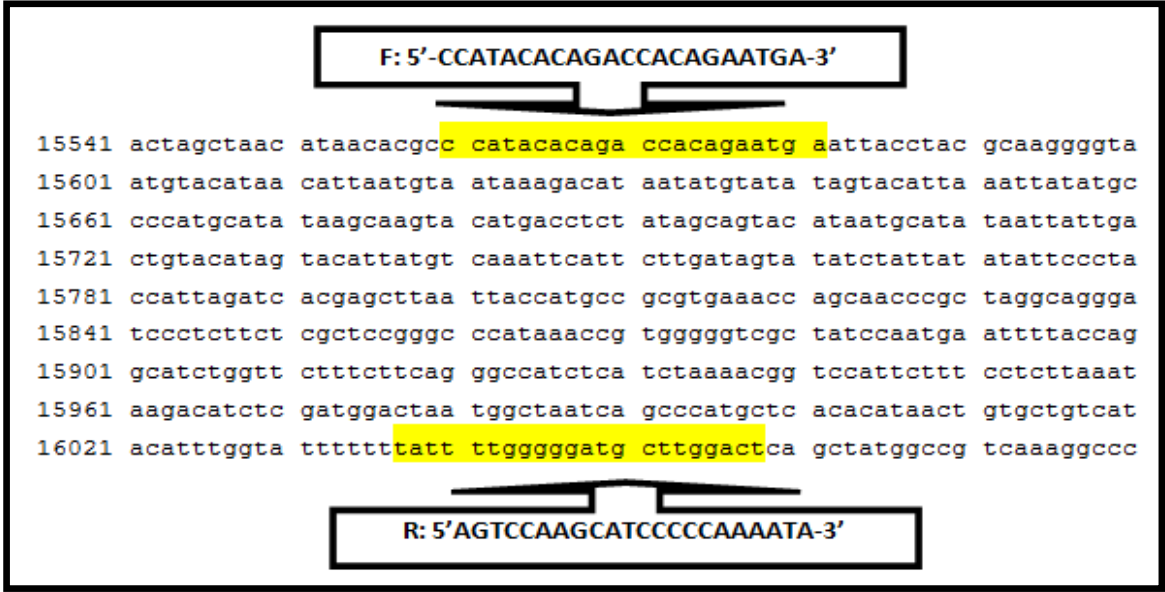 F: 5’-CCATACACAGACCACAGAATGA-3’
15541 actagctaac ataacacgcc catacacaga ccacagaatg aattacctac gcaaggggta
15601 atgtacataa cattaatgta ataaagacat aatatgtata tagtacatta aattatatgc
15661 cccatgcata taagcaagta catgacctct atagcagtac ataatgcata taattattga
15721 ctgtacatag tacattatgt caaattcatt cttgatagta tatctattat atattcccta
15781 ccattagatc acgagcttaa ttaccatgcc gcgtgaaacc agcaacccgc taggcaggga
15841 tccctcttct cgctccgggc ccataaaccg tgggggtcgc tatccaatga attttaccag
15901 gcatctggtt ctttcttcag ggccatctca tctaaaacgg tccattcttt cctcttaaat
15961 aagacatctc gatggactaa tggctaatca gcccatgctc acacataact gtgctgtcat
16021 acatttggta tttttttatt ttgggggatg cttggactca gctatggccg tcaaaggccc
R: 5’AGTCCAAGCATCCCCCAAAATA-3’